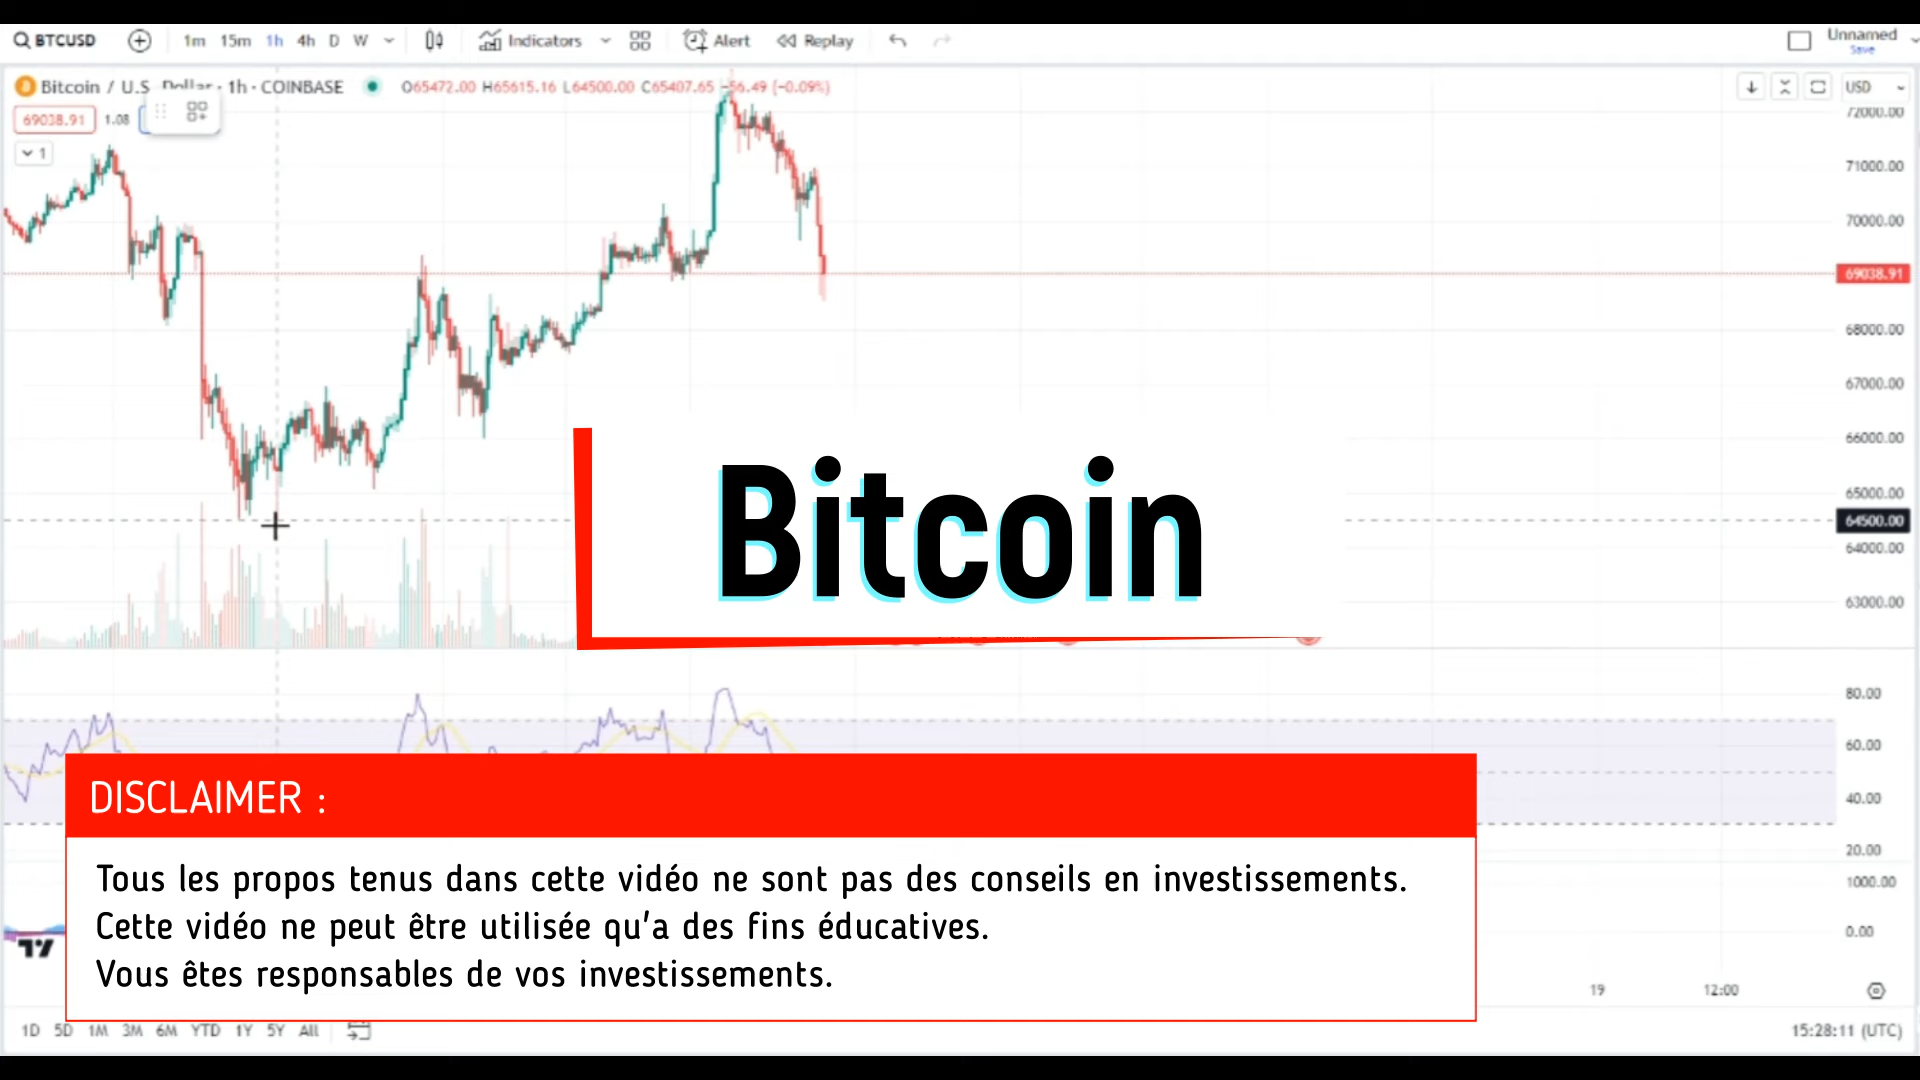 BTCUSD 1m 15m 1h 4h D W Indicators Alert Replay Unnamed
Save
Bitcoin / U.S. Dollar · 1h · COINBASE O65472.00 H65615.16 L64500.00 C65407.65 −56.49 (−0.09%) USD
69038.91 1.08
1
72000.00
71000.00
70000.00
69038.91
68000.00
67000.00
66000.00
65000.00
64500.00
64000.00
63000.00
Bitcoin
80.00
60.00
40.00
20.00
1000.00
0.00
DISCLAIMER :
Tous les propos tenus dans cette vidéo ne sont pas des conseils en investissements.
Cette vidéo ne peut être utilisée qu'a des fins éducatives.
Vous êtes responsables de vos investissements.
19 12:00
1D 5D 1M 3M 6M YTD 1Y 5Y All 15:28:11 (UTC)